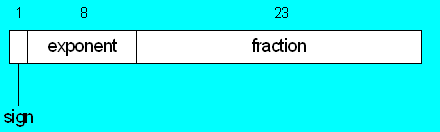 1 8 23
exponent fraction
sign